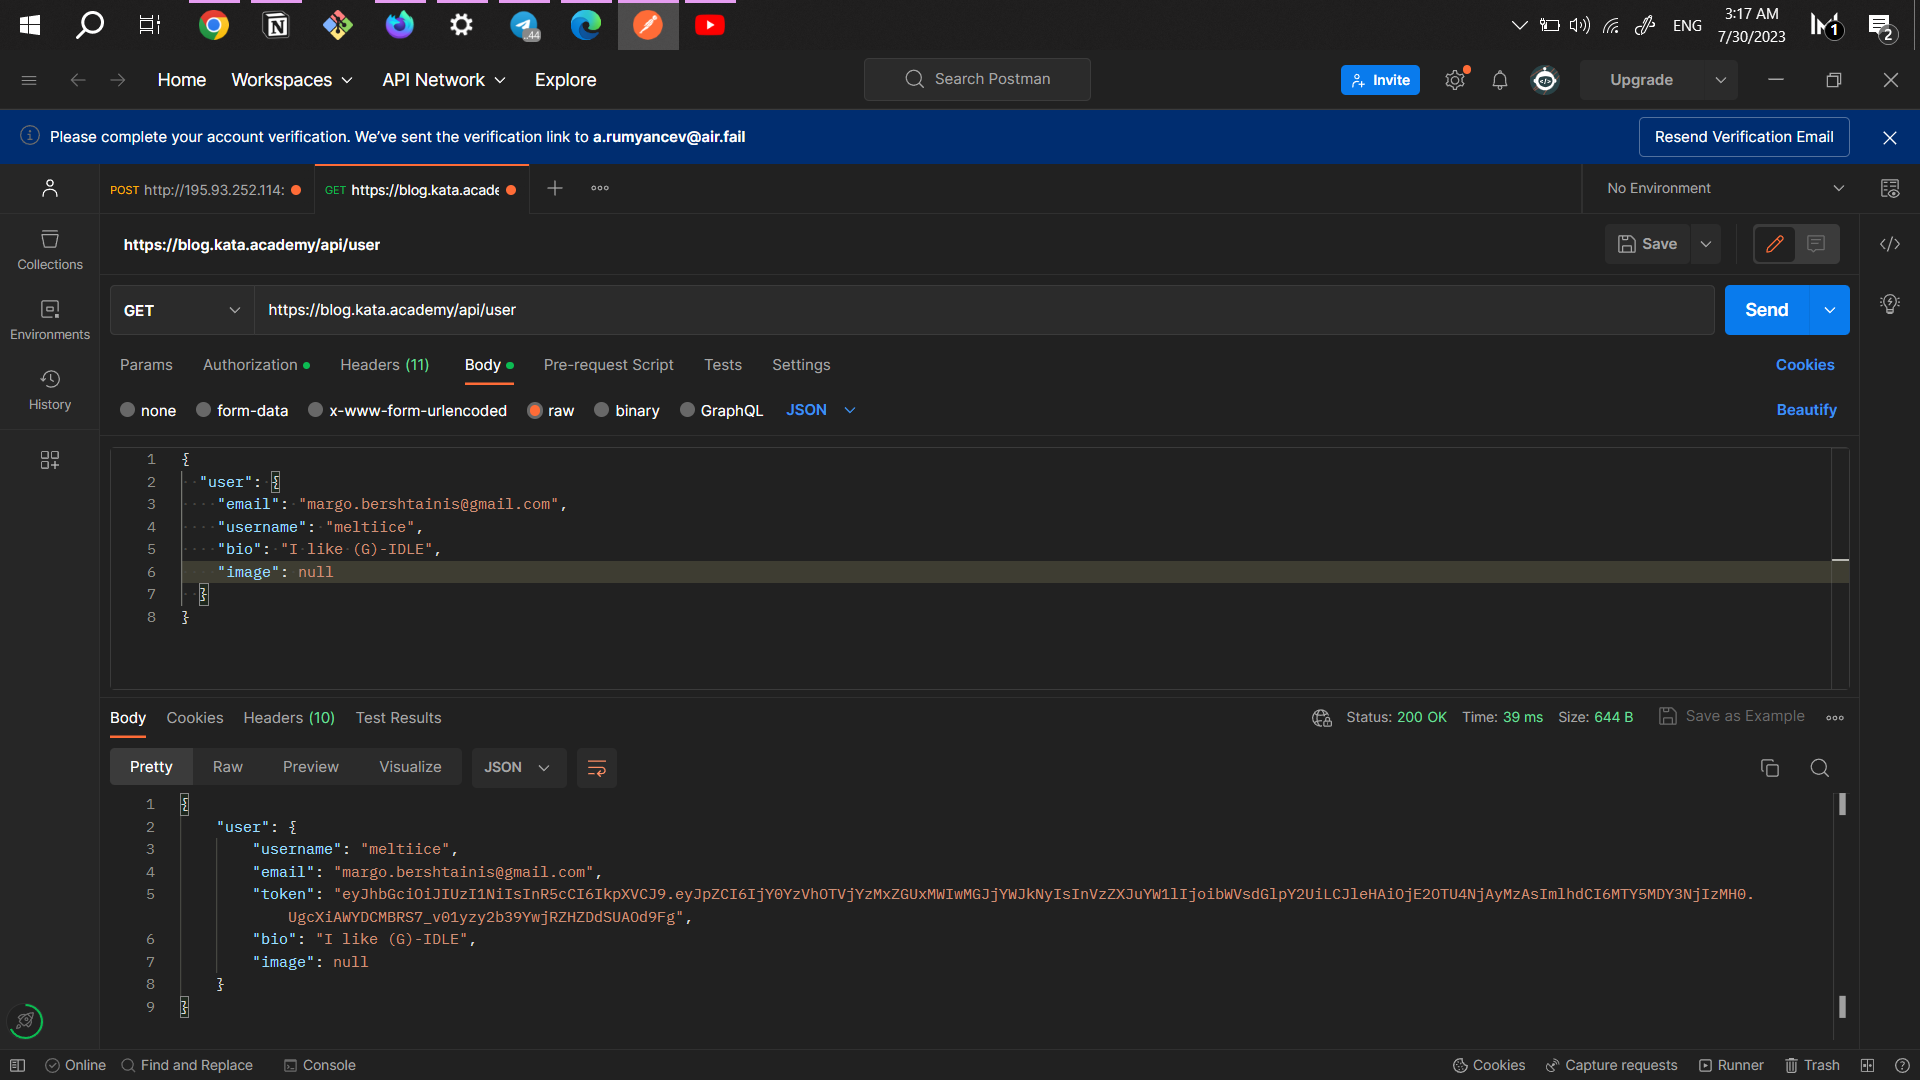 44
ENG
3:17 AM
7/30/2023
1
2
Home Workspaces API Network Explore
Search Postman
Invite
Upgrade
Please complete your account verification. We've sent the verification link to a.rumyancev@air.fail
Resend Verification Email
POST http://195.93.252.114:
GET https://blog.kata.acade
No Environment
Collections
Environments
History
https://blog.kata.academy/api/user
Save
</>
GET https://blog.kata.academy/api/user
Send
Params Authorization Headers (11) Body Pre-request Script Tests Settings
Cookies
none form-data x-www-form-urlencoded raw binary GraphQL JSON
Beautify
1 {
2 "user": {
3 "email": "margo.bershtainis@gmail.com",
4 "username": "meltiice",
5 "bio": "I like (G)-IDLE",
6 "image": null
7 }
8 }
Body Cookies Headers (10) Test Results
Status: 200 OK Time: 39 ms Size: 644 B
Save as Example
Pretty Raw Preview Visualize JSON
1 {
2 "user": {
3 "username": "meltiice",
4 "email": "margo.bershtainis@gmail.com",
5 "token": "eyJhbGciOiJIUzI1NiIsInR5cCI6IkpXVCJ9.eyJpZCI6IjY0YzVhOTVjYzMxZGUxMWIwMGJjYWJkNyIsInVzZXJuYW1lIjoibWVsdGlpY2UiLCJleHAiOjE2OTU4NjAyMzAsImlhdCI6MTY5MDY3NjIzMH0.
UgcXiAWYDCMBRS7_v01yzy2b39YwjRZHZDdSUAOd9Fg",
6 "bio": "I like (G)-IDLE",
7 "image": null
8 }
9 }
Online Find and Replace Console
Cookies Capture requests Runner Trash